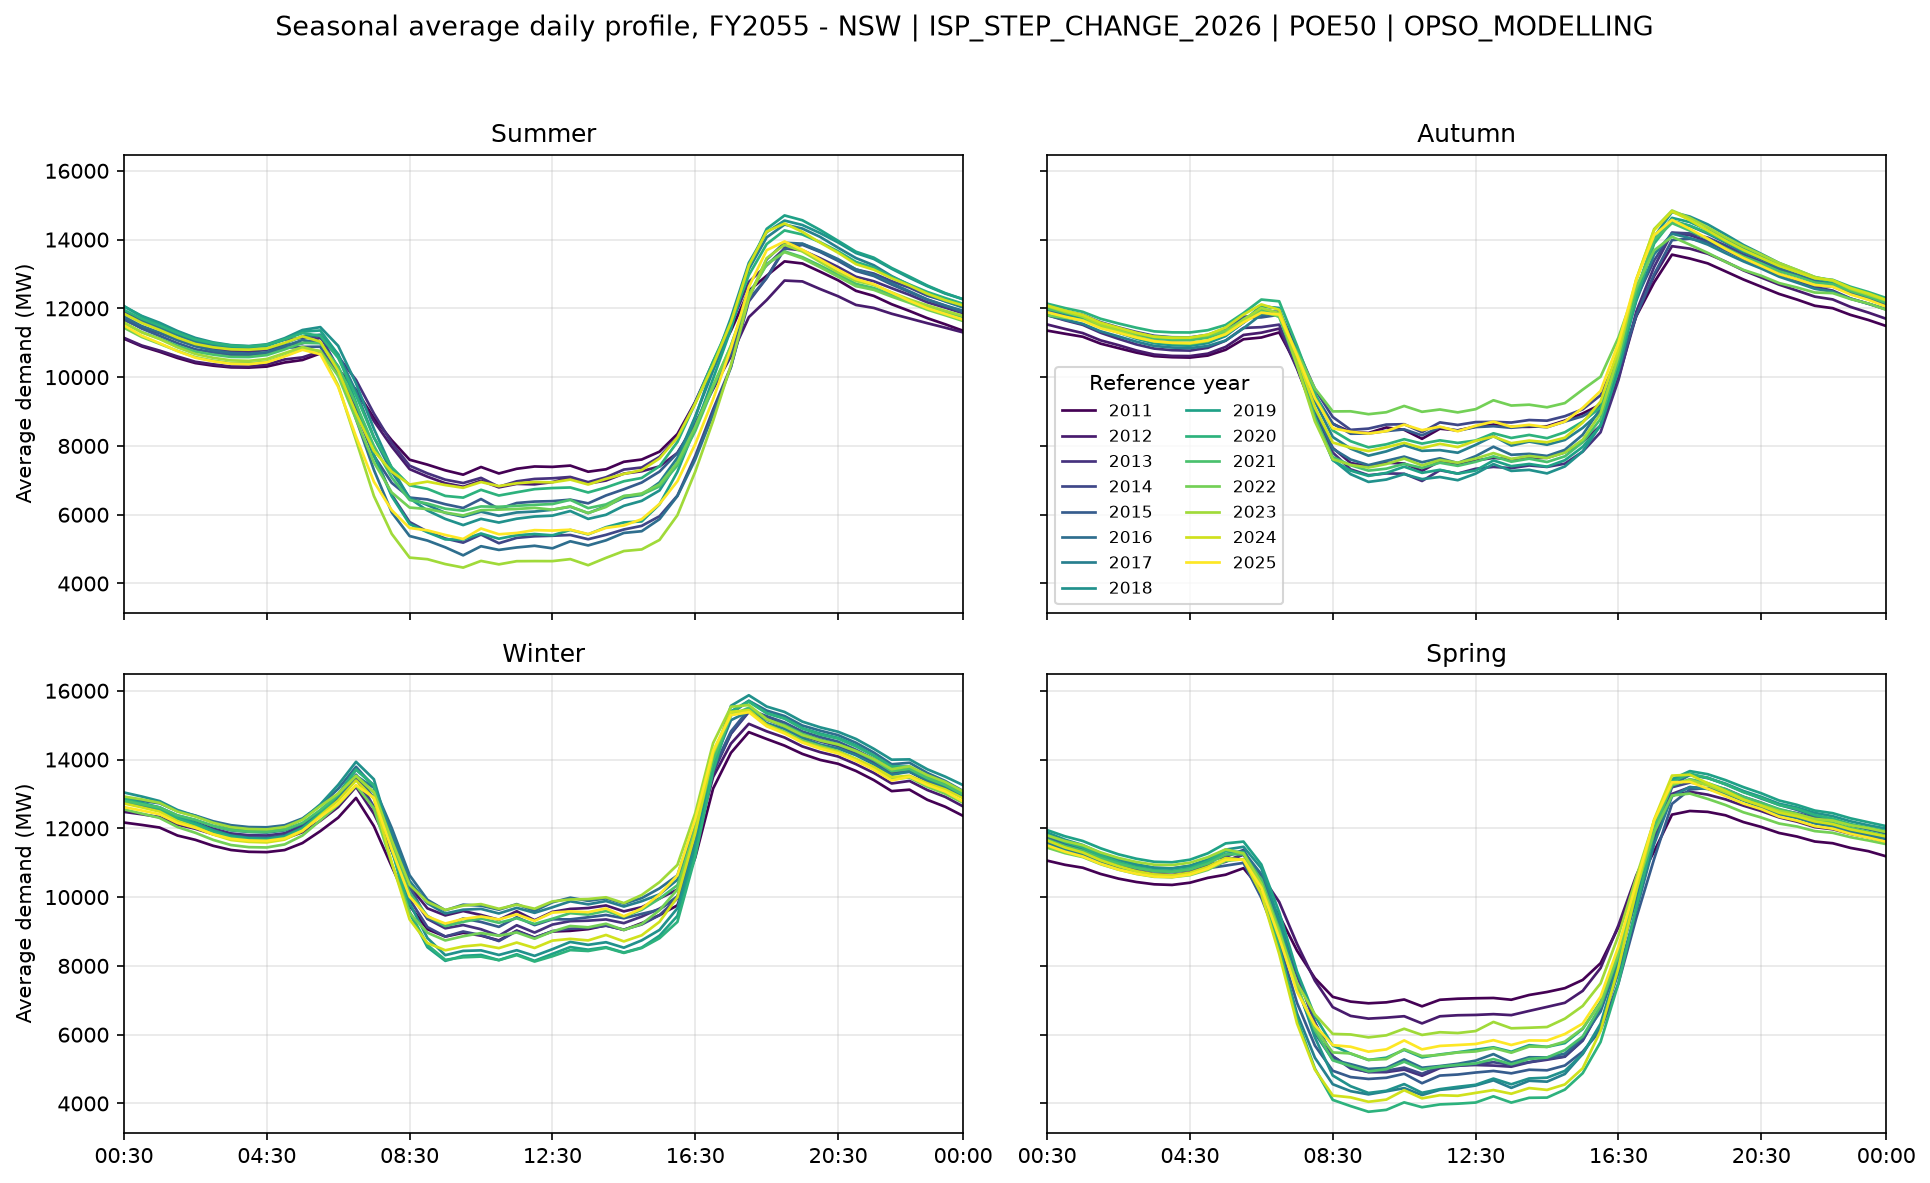 Seasonal average daily profile, FY2055 - NSW | ISP_STEP_CHANGE_2026 | POE50 | OPSO_MODELLING
Summer
Average demand (MW)
16000
14000
12000
10000
8000
6000
4000
Autumn
Reference year
2011 2019
2012 2020
2013 2021
2014 2022
2015 2023
2016 2024
2017 2025
2018
Winter
Average demand (MW)
16000
14000
12000
10000
8000
6000
4000
00:30 04:30 08:30 12:30 16:30 20:30 00:00
Spring
00:30 04:30 08:30 12:30 16:30 20:30 00:00